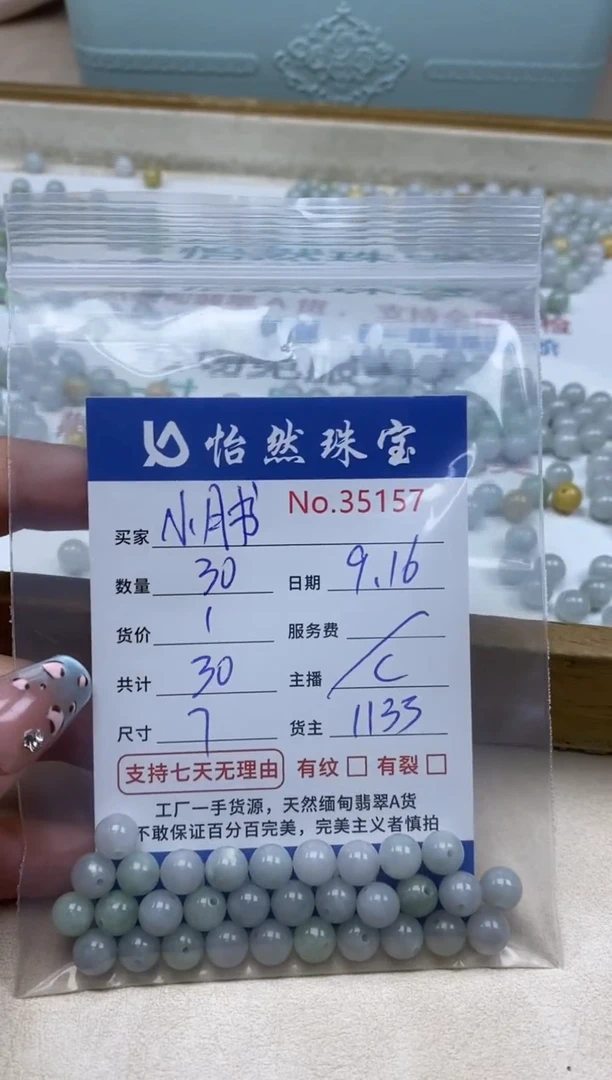 怡然珠宝
No.35157
买家 小月书
数量 30 日期 9.16
货价 1 服务费
共计 30 主播 C
尺寸 7 货主 1133
支持七天无理由 有纹 □ 有裂 □
工厂一手货源，天然缅甸翡翠A货
不敢保证百分百完美，完美主义者慎拍